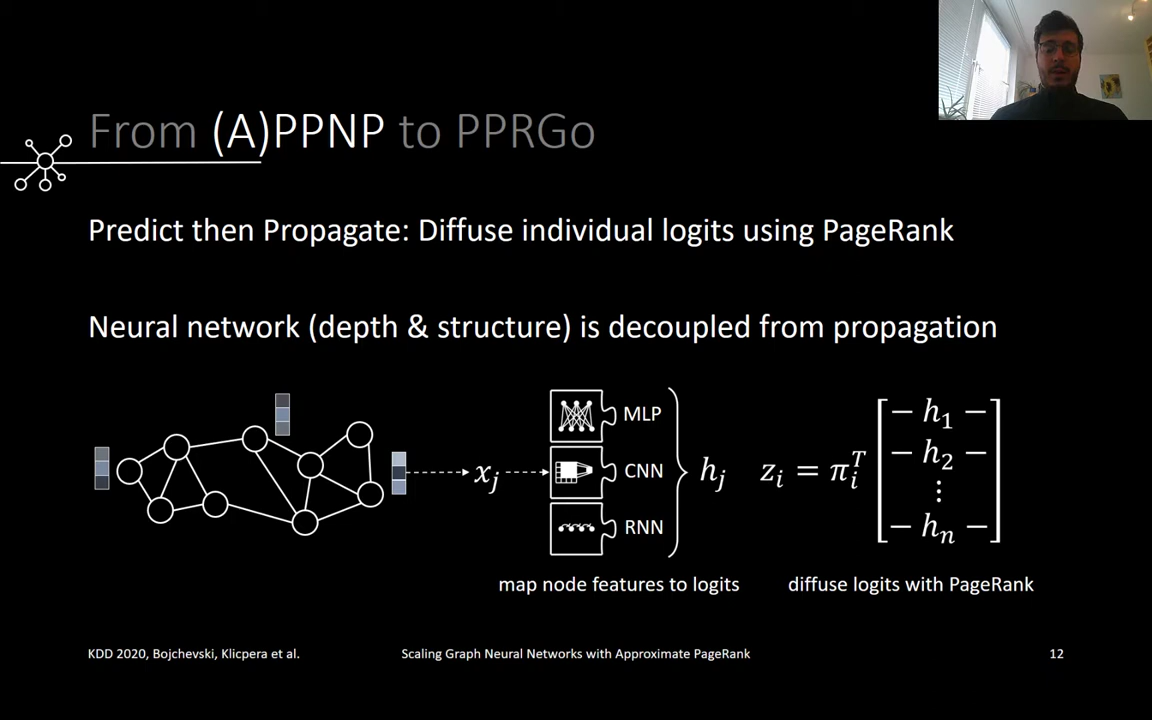 From (A)PPNP to PPRGo
Predict then Propagate: Diffuse individual logits using PageRank
Neural network (depth & structure) is decoupled from propagation
MLP
CNN
RNN
x_j
h_j
z_i = π_i^T
– h_1 –
– h_2 –
⋮
– h_n –
map node features to logits
diffuse logits with PageRank
KDD 2020, Bojchevski, Klicpera et al.
Scaling Graph Neural Networks with Approximate PageRank
12